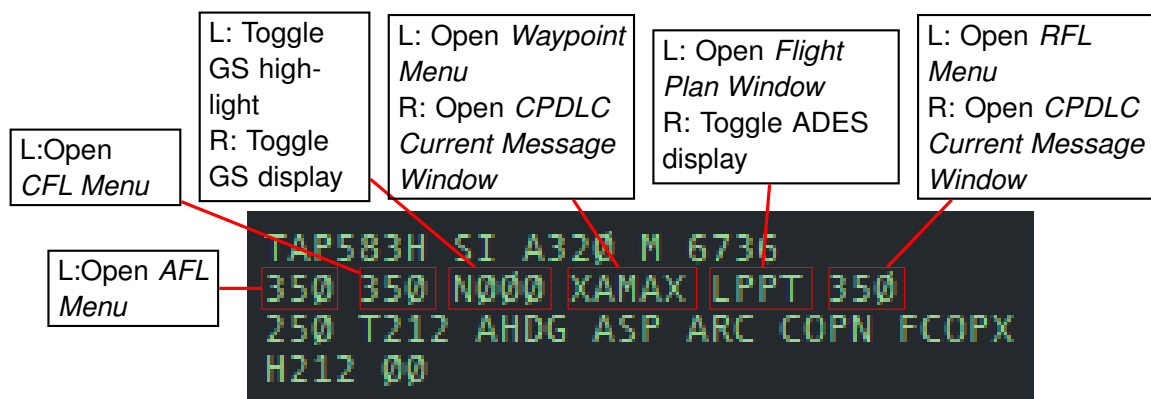 L: Toggle
GS high-
light
R: Toggle
GS display
L: Open Waypoint
Menu
R: Open CPDLC
Current Message
Window
L: Open Flight
Plan Window
R: Toggle ADES
display
L: Open RFL
Menu
R: Open CPDLC
Current Message
Window
L:Open
CFL Menu
L:Open AFL
Menu
TAP583H SI A320 M 6736
350 350 N000 XAMAX LPPT 350
250 T212 AHDG ASP ARC COPN FCOPX
H212 00